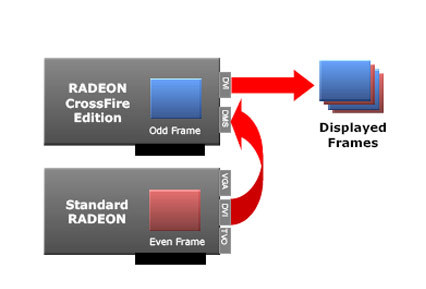 RADEON
CrossFire
Edition
Odd Frame
DVI
DMS
Displayed
Frames
Standard
RADEON
Even Frame
VGA
DVI
TVO